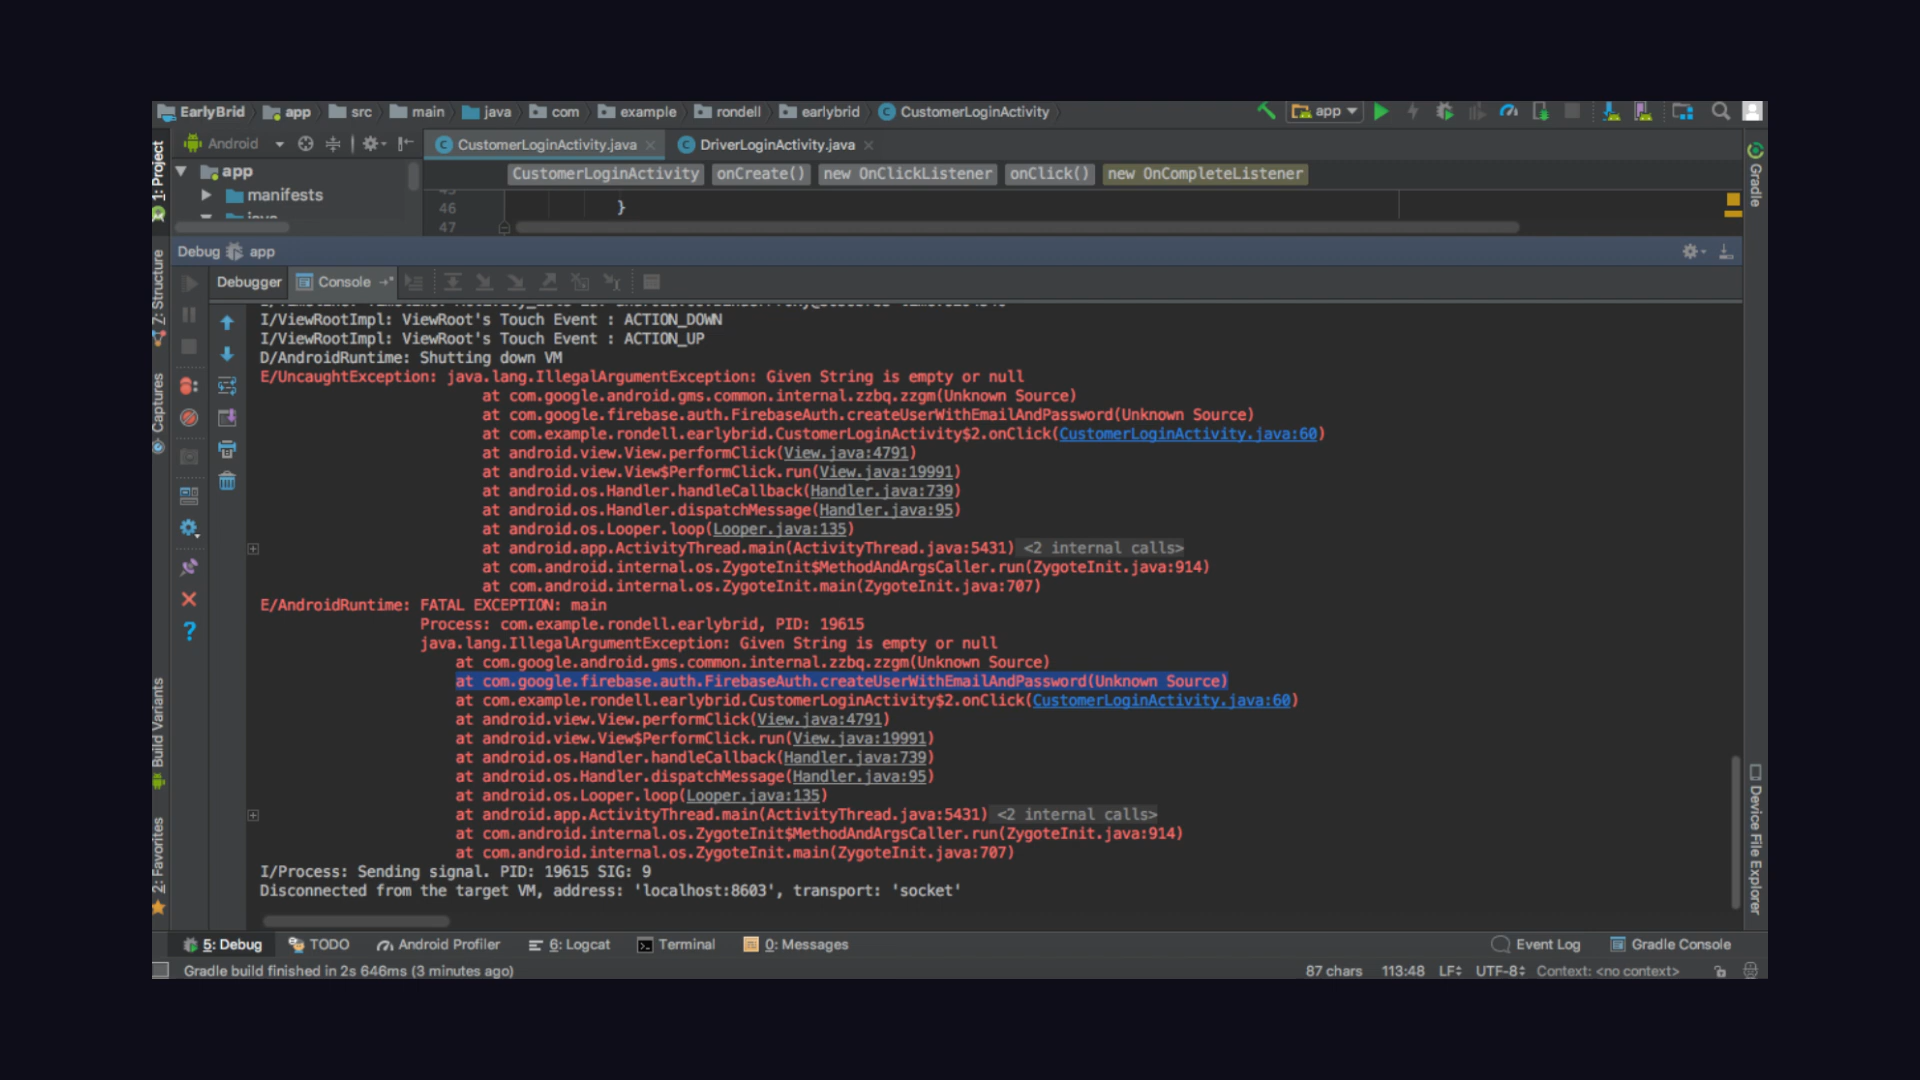 EarlyBrid app src main java com example rondell earlybrid CustomerLoginActivity app
Android CustomerLoginActivity.java DriverLoginActivity.java
1: Project
app
manifests
CustomerLoginActivity onCreate() new OnClickListener onClick() new OnCompleteListener
46 }
47
Gradle
Debug app
Debugger Console
7: Structure
Captures
Build Variants
2: Favorites
I/ViewRootImpl: ViewRoot's Touch Event : ACTION_DOWN
I/ViewRootImpl: ViewRoot's Touch Event : ACTION_UP
D/AndroidRuntime: Shutting down VM
E/UncaughtException: java.lang.IllegalArgumentException: Given String is empty or null
at com.google.android.gms.common.internal.zzbq.zzgm(Unknown Source)
at com.google.firebase.auth.FirebaseAuth.createUserWithEmailAndPassword(Unknown Source)
at com.example.rondell.earlybrid.CustomerLoginActivity$2.onClick(CustomerLoginActivity.java:60)
at android.view.View.performClick(View.java:4791)
at android.view.View$PerformClick.run(View.java:19991)
at android.os.Handler.handleCallback(Handler.java:739)
at android.os.Handler.dispatchMessage(Handler.java:95)
at android.os.Looper.loop(Looper.java:135)
at android.app.ActivityThread.main(ActivityThread.java:5431) <2 internal calls>
at com.android.internal.os.ZygoteInit$MethodAndArgsCaller.run(ZygoteInit.java:914)
at com.android.internal.os.ZygoteInit.main(ZygoteInit.java:707)
E/AndroidRuntime: FATAL EXCEPTION: main
Process: com.example.rondell.earlybrid, PID: 19615
java.lang.IllegalArgumentException: Given String is empty or null
at com.google.android.gms.common.internal.zzbq.zzgm(Unknown Source)
at com.google.firebase.auth.FirebaseAuth.createUserWithEmailAndPassword(Unknown Source)
at com.example.rondell.earlybrid.CustomerLoginActivity$2.onClick(CustomerLoginActivity.java:60)
at android.view.View.performClick(View.java:4791)
at android.view.View$PerformClick.run(View.java:19991)
at android.os.Handler.handleCallback(Handler.java:739)
at android.os.Handler.dispatchMessage(Handler.java:95)
at android.os.Looper.loop(Looper.java:135)
at android.app.ActivityThread.main(ActivityThread.java:5431) <2 internal calls>
at com.android.internal.os.ZygoteInit$MethodAndArgsCaller.run(ZygoteInit.java:914)
at com.android.internal.os.ZygoteInit.main(ZygoteInit.java:707)
I/Process: Sending signal. PID: 19615 SIG: 9
Disconnected from the target VM, address: 'localhost:8603', transport: 'socket'
Device File Explorer
5: Debug TODO Android Profiler 6: Logcat Terminal 0: Messages Event Log Gradle Console
Gradle build finished in 2s 646ms (3 minutes ago) 87 chars 113:48 LF UTF-8 Context: <no context>